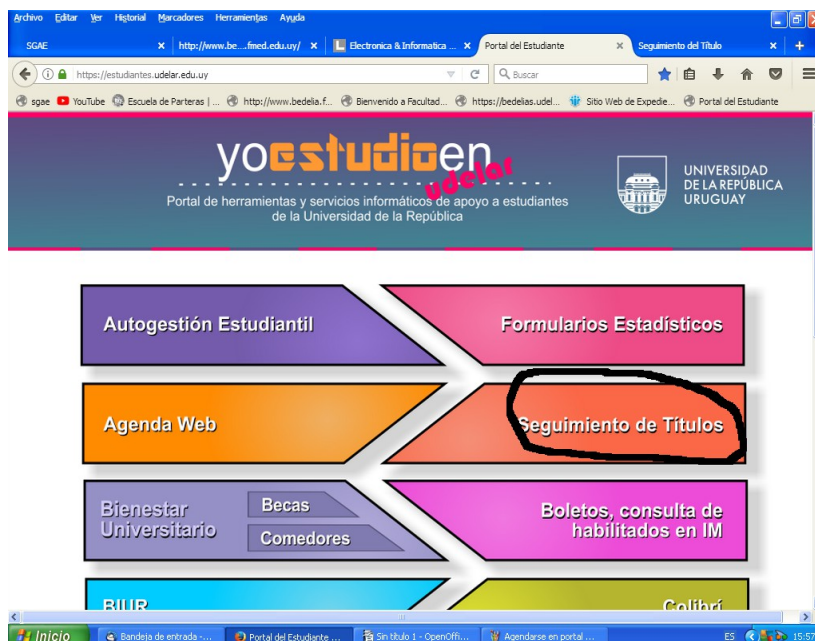 Archivo Editar Ver Historial Marcadores Herramientas Ayuda
SGAE
http://www.be...fmed.edu.uy/
Electronica & Informatica ...
Portal del Estudiante
Seguimiento del Título
https://estudiantes.udelar.edu.uy
Buscar
sgae YouTube Escuela de Parteras | ... http://www.bedelia.f... Bienvenido a Facultad... https://bedelias.udel... Sitio Web de Expedie... Portal del Estudiante
yoestudioen
udelar
Portal de herramientas y servicios informáticos de apoyo a estudiantes
de la Universidad de la República
UNIVERSIDAD
DE LA REPÚBLICA
URUGUAY
Autogestión Estudiantil
Formularios Estadísticos
Agenda Web
Seguimiento de Títulos
Bienestar
Universitario
Becas
Comedores
Boletos, consulta de
habilitados en IM
BIUR
Colibrí
Inicio
Bandeja de entrada -...
Portal del Estudiante ...
Sin título 1 - OpenOffi...
Agendarse en portal ...
ES
15:57